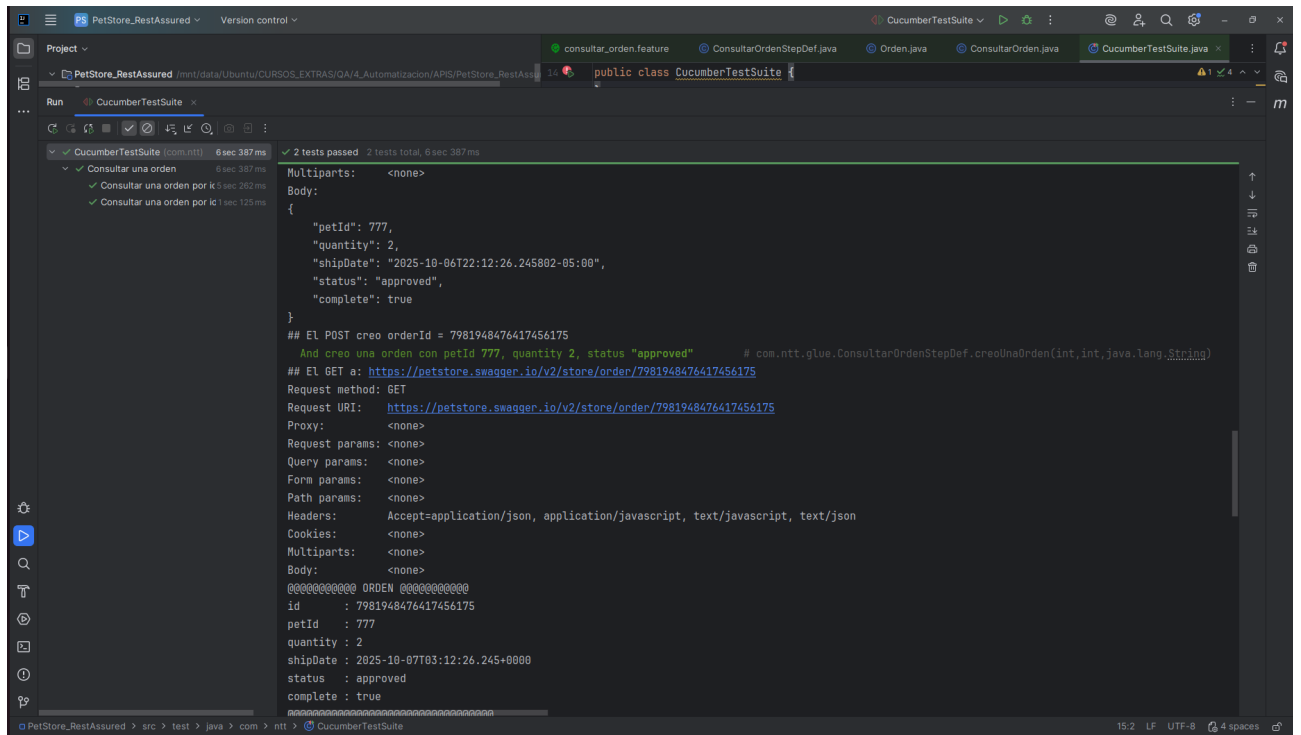 PS PetStore_RestAssured Version control CucumberTestSuite
Project
consultar_orden.feature ConsultarOrdenStepDef.java Orden.java ConsultarOrden.java CucumberTestSuite.java
PetStore_RestAssured /mnt/data/Ubuntu/CURSOS_EXTRAS/QA/4_Automatizacion/APIS/PetStore_RestAssu
14 public class CucumberTestSuite { 1 4
Run CucumberTestSuite
CucumberTestSuite (com.ntt) 6 sec 387 ms
Consultar una orden 6 sec 387 ms
Consultar una orden por ic 5 sec 262 ms
Consultar una orden por ic 1 sec 125 ms
2 tests passed 2 tests total, 6 sec 387 ms
Multiparts: <none>
Body:
{
"petId": 777,
"quantity": 2,
"shipDate": "2025-10-06T22:12:26.245802-05:00",
"status": "approved",
"complete": true
}
## El POST creo orderId = 7981948476417456175
And creo una orden con petId 777, quantity 2, status "approved" # com.ntt.glue.ConsultarOrdenStepDef.creoUnaOrden(int,int,java.lang.String)
## El GET a: https://petstore.swagger.io/v2/store/order/7981948476417456175
Request method: GET
Request URI: https://petstore.swagger.io/v2/store/order/7981948476417456175
Proxy: <none>
Request params: <none>
Query params: <none>
Form params: <none>
Path params: <none>
Headers: Accept=application/json, application/javascript, text/javascript, text/json
Cookies: <none>
Multiparts: <none>
Body: <none>
@@@@@@@@@@@ ORDEN @@@@@@@@@@@
id : 7981948476417456175
petId : 777
quantity : 2
shipDate : 2025-10-07T03:12:26.245+0000
status : approved
complete : true
PetStore_RestAssured > src > test > java > com > ntt > CucumberTestSuite 15:2 LF UTF-8 4 spaces